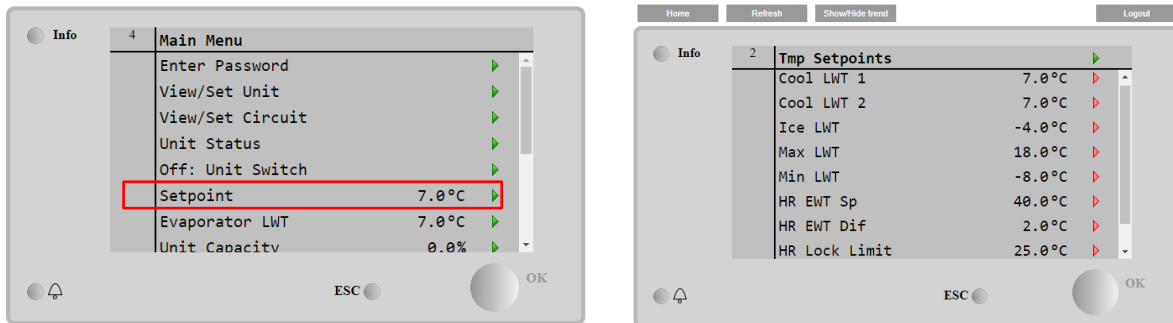 Info
4 Main Menu
Enter Password
View/Set Unit
View/Set Circuit
Unit Status
Off: Unit Switch
Setpoint 7.0°C
Evaporator LWT 7.0°C
Unit Capacity 0.0%
ESC
OK
Home Refresh Show/Hide trend Logout
Info
2 Tmp Setpoints
Cool LWT 1 7.0°C
Cool LWT 2 7.0°C
Ice LWT -4.0°C
Max LWT 18.0°C
Min LWT -8.0°C
HR EWT Sp 40.0°C
HR EWT Dif 2.0°C
HR Lock Limit 25.0°C
ESC
OK